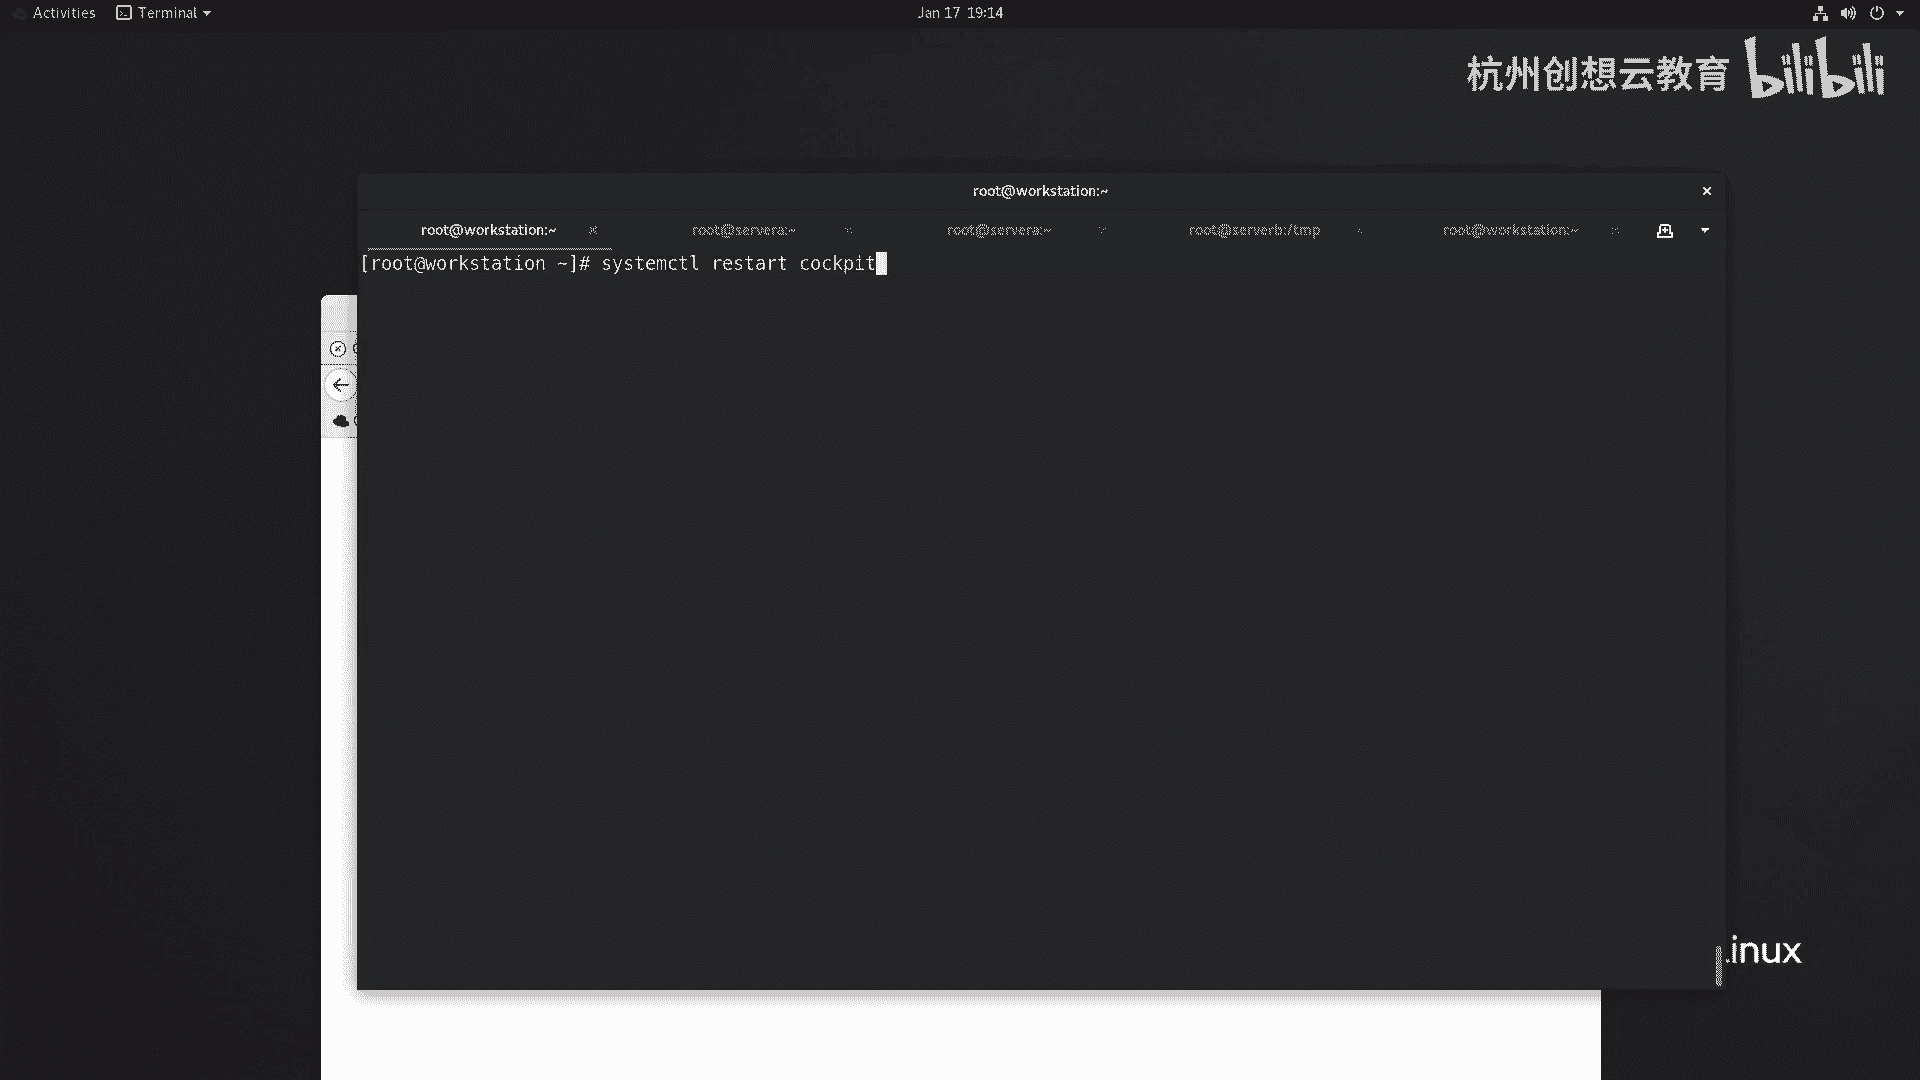 Activities Terminal Jan 17 19:14
杭州创想云教育 bilibili
root@workstation:~
root@workstation:~ root@servera:~ root@servera:~ root@serverb:/tmp root@workstation:~
[root@workstation ~]# systemctl restart cockpit
inux